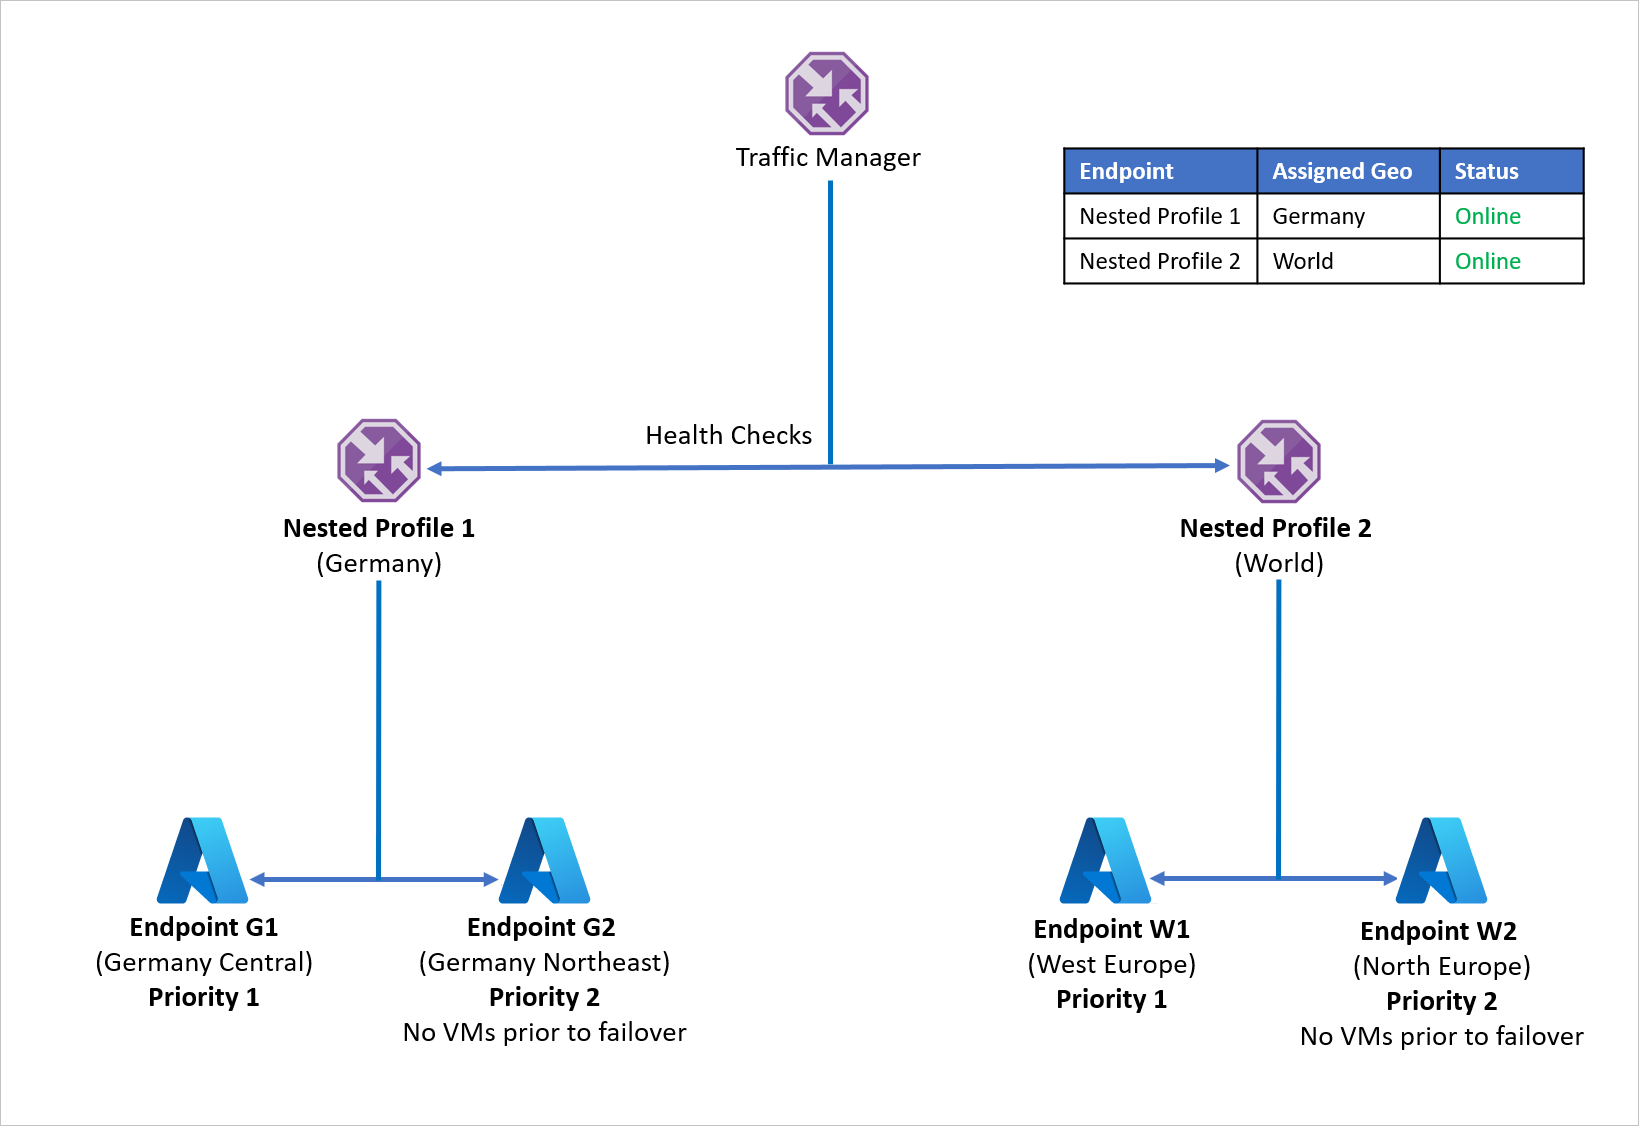 Traffic Manager
Endpoint Assigned Geo Status
Nested Profile 1 Germany Online
Nested Profile 2 World Online
Health Checks
Nested Profile 1
(Germany)
Nested Profile 2
(World)
Endpoint G1
(Germany Central)
Priority 1
Endpoint G2
(Germany Northeast)
Priority 2
No VMs prior to failover
Endpoint W1
(West Europe)
Priority 1
Endpoint W2
(North Europe)
Priority 2
No VMs prior to failover